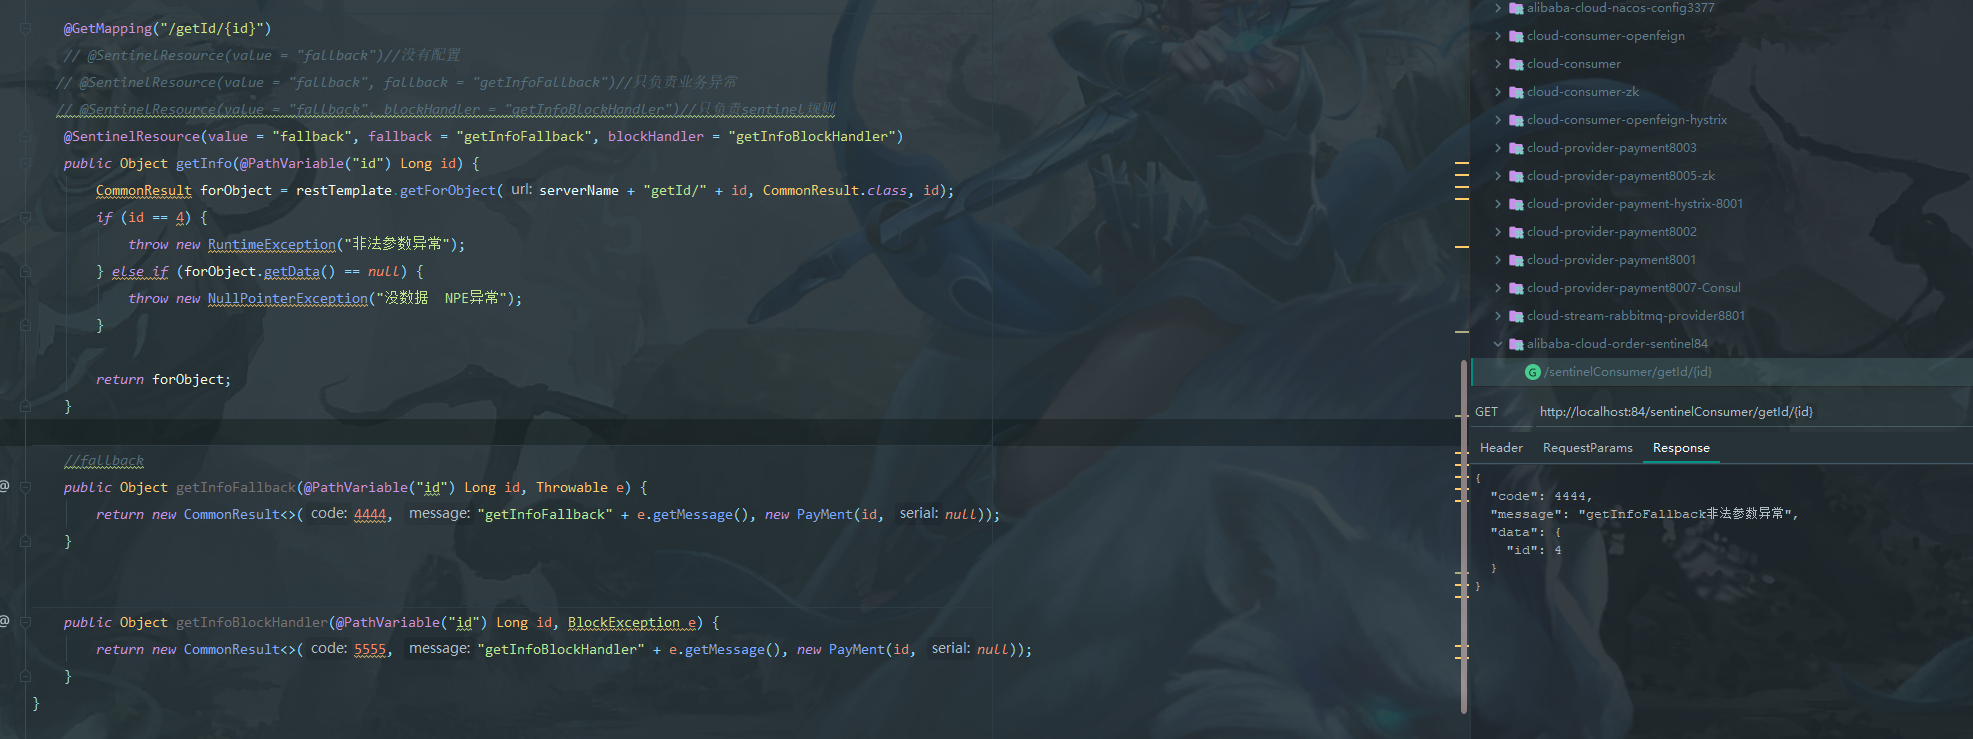 @GetMapping("/getId/{id}")
// @SentinelResource(value = "fallback")//没有配置
// @SentinelResource(value = "fallback", fallback = "getInfoFallback")//只负责业务异常
// @SentinelResource(value = "fallback", blockHandler = "getInfoBlockHandler")//只负责sentinel规则
@SentinelResource(value = "fallback", fallback = "getInfoFallback", blockHandler = "getInfoBlockHandler")
public Object getInfo(@PathVariable("id") Long id) {
CommonResult forObject = restTemplate.getForObject( url: serverName + "getId/" + id, CommonResult.class, id);
if (id == 4) {
throw new RuntimeException("非法参数异常");
} else if (forObject.getData() == null) {
throw new NullPointerException("没数据  NPE异常");
}
return forObject;
}
//fallback
@
public Object getInfoFallback(@PathVariable("id") Long id, Throwable e) {
return new CommonResult<>( code: 4444, message: "getInfoFallback" + e.getMessage(), new PayMent(id, serial: null));
}
@
public Object getInfoBlockHandler(@PathVariable("id") Long id, BlockException e) {
return new CommonResult<>( code: 5555, message: "getInfoBlockHandler" + e.getMessage(), new PayMent(id, serial: null));
}
}
alibaba-cloud-nacos-config3377
cloud-consumer-openfeign
cloud-consumer
cloud-consumer-zk
cloud-consumer-openfeign-hystrix
cloud-provider-payment8003
cloud-provider-payment8005-zk
cloud-provider-payment-hystrix-8001
cloud-provider-payment8002
cloud-provider-payment8001
cloud-provider-payment8007-Consul
cloud-stream-rabbitmq-provider8801
alibaba-cloud-order-sentinel84
G /sentinelConsumer/getId/{id}
GET http://localhost:84/sentinelConsumer/getId/{id}
Header RequestParams Response
{
"code": 4444,
"message": "getInfoFallback非法参数异常",
"data": {
"id": 4
}
}